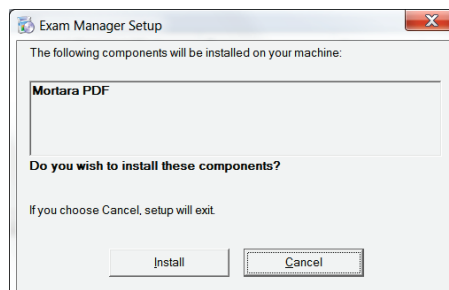 Exam Manager Setup
The following components will be installed on your machine:
Mortara PDF
Do you wish to install these components?
If you choose Cancel, setup will exit.
Install
Cancel